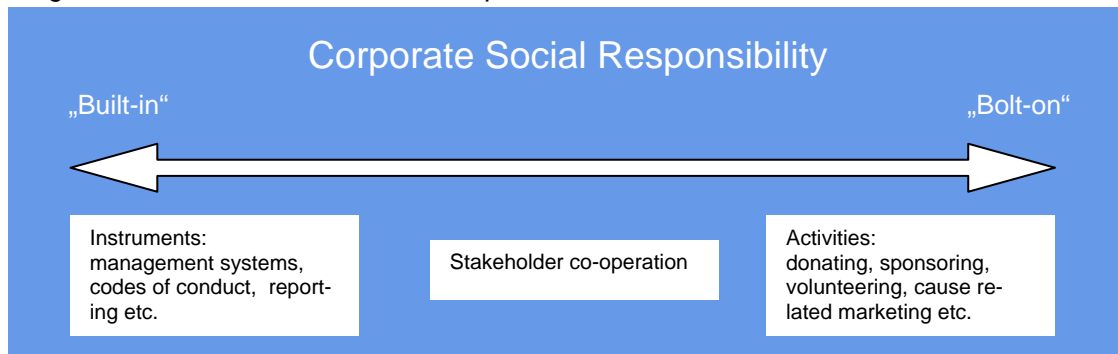 Corporate Social Responsibility
„Built-in“
„Bolt-on“
Instruments:
management systems,
codes of conduct, report-
ing etc.
Stakeholder co-operation
Activities:
donating, sponsoring,
volunteering, cause re-
lated marketing etc.